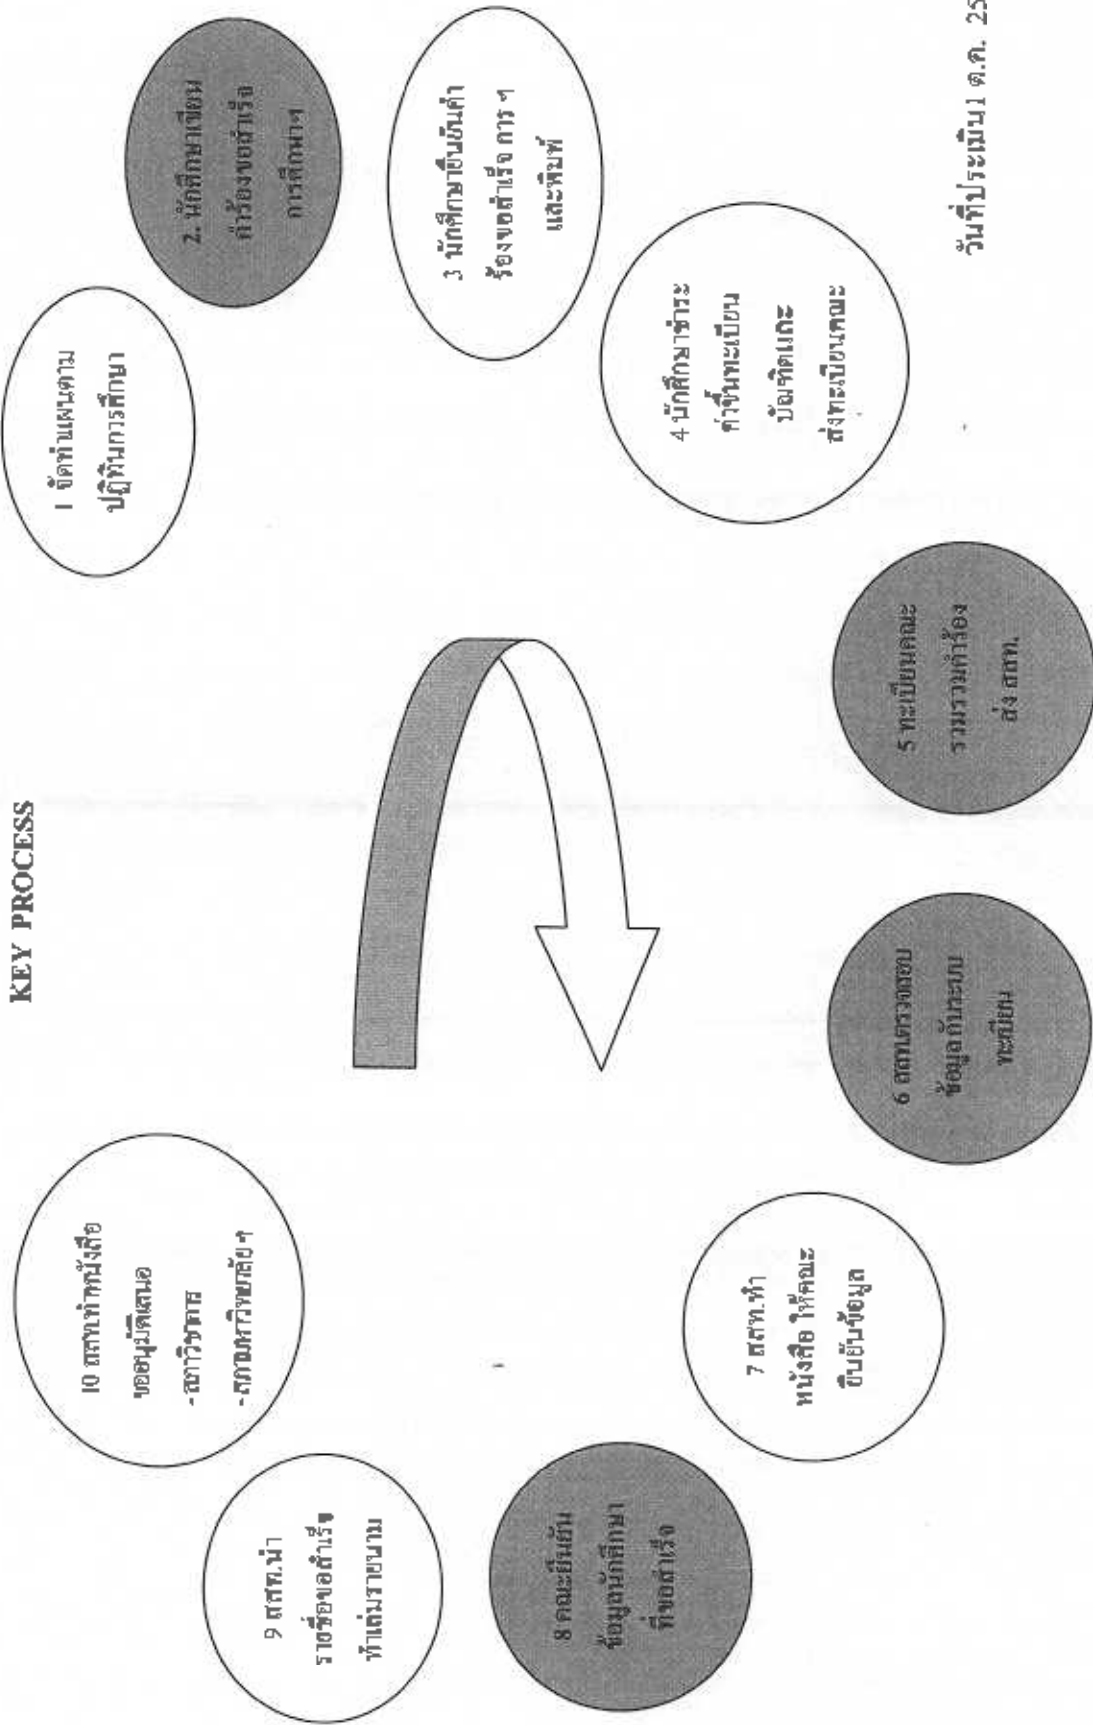 KEY PROCESS
1 จัดทำแผนตาม
ปฏิทินการศึกษา
2. นักศึกษาเขียน
คำร้องขอสำเร็จ
การศึกษาฯ
3 นักศึกษายืนยันคำ
ร้องขอสำเร็จ การ ฯ
และพิมพ์
4 นักศึกษาชำระ
ค่าขึ้นทะเบียน
บัณฑิตและ
ส่งทะเบียนคณะ
5 ทะเบียนคณะ
รวมรวมคำร้อง
ส่ง สสท.
6 สสท.ตรวจสอบ
ข้อมูลกับระบบ
ทะเบียน
7 สสท.ทำ
หนังสือ ให้คณะ
ยืนยันข้อมูล
8 คณะยืนยัน
ข้อมูลนักศึกษา
ที่ขอสำเร็จ
9 สสท.นำ
รายชื่อขอสำเร็จ
ทำเล่มรายนาม
10 สสท.ทำหนังสือ
ขออนุมัติเสนอ
-สภาวิชาการ
-สภามหาวิทยาลัยฯ
วันที่ประเมิน1 ต.ค. 25